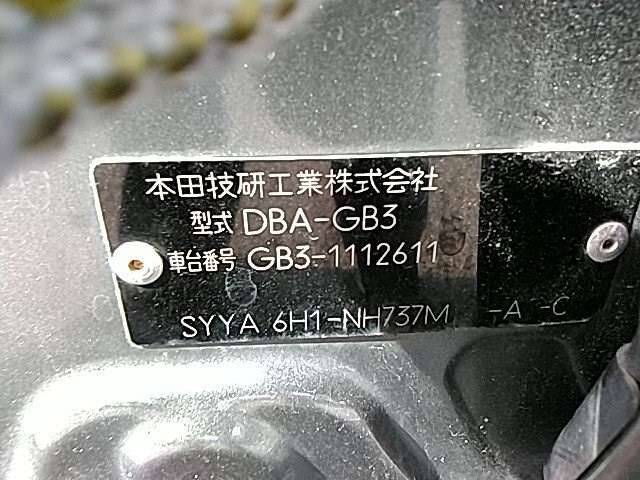 本田技研工業株式会社
型式 DBA-GB3
車台番号 GB3-1112611
SYYA 6H1-NH737M -A -C